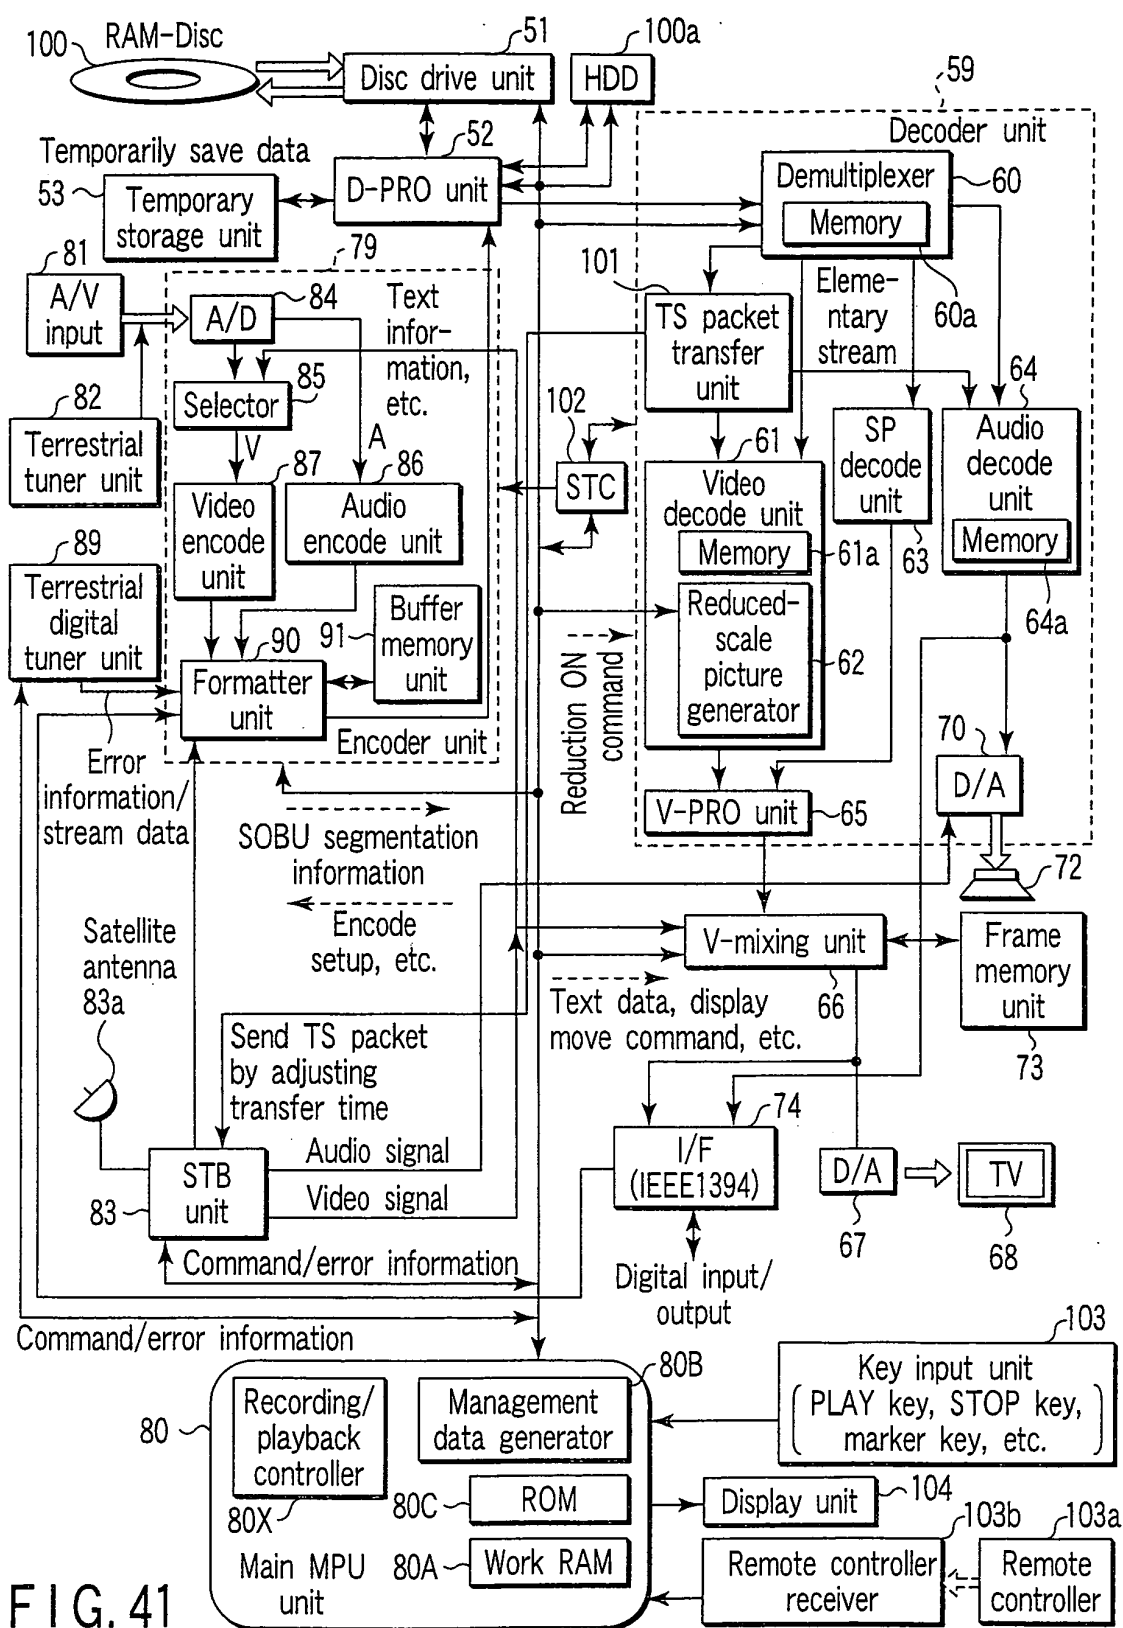 RAM-Disc
100
51
Disc drive unit
100a
HDD
59
Decoder unit
Temporarily save data
53
Temporary
storage unit
52
D-PRO unit
Demultiplexer
60
Memory
60a
81
A/V
input
79
84
A/D
Text
infor-
mation,
etc.
101
TS packet
transfer
unit
Eleme-
ntary
stream
82
Terrestrial
tuner unit
85
Selector
V
A
102
STC
64
Audio
decode
unit
Memory
64a
SP
decode
unit
63
61
Video
decode unit
Memory
61a
87
Video
encode
unit
86
Audio
encode unit
89
Terrestrial
digital
tuner unit
90
Formatter
unit
91
Buffer
memory
unit
Encoder unit
Reduced-
scale
picture
generator
62
Reduction ON
command
Error
information/
stream data
V-PRO unit
65
70
D/A
72
SOBU segmentation
information
Encode
setup, etc.
Satellite
antenna
83a
V-mixing unit
66
Frame
memory
unit
73
Text data, display
move command, etc.
Send TS packet
by adjusting
transfer time
STB
unit
83
Audio signal
Video signal
74
I/F
(IEEE1394)
D/A
67
TV
68
Command/error information
Digital input/
output
Command/error information
80
Recording/
playback
controller
80X
80B
Management
data generator
80C
ROM
80A
Work RAM
Main MPU
unit
103
Key input unit
(PLAY key, STOP key,
marker key, etc.)
Display unit
104
103b
Remote controller
receiver
103a
Remote
controller
FIG. 41